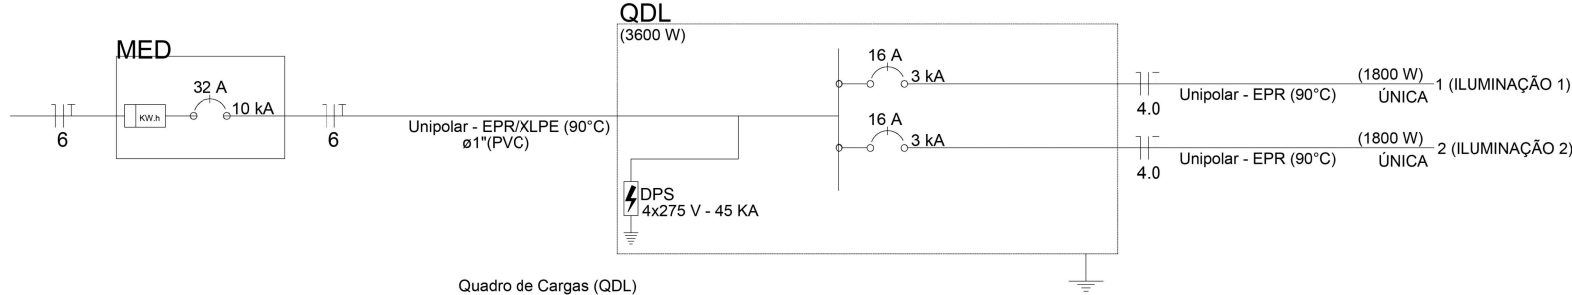 QDL
(3600 W)
MED
32 A
KW.h
10 kA
6
6
Unipolar - EPR/XLPE (90°C)
ø1"(PVC)
16 A
3 kA
4.0
Unipolar - EPR (90°C)
(1800 W)
ÚNICA
1 (ILUMINAÇÃO 1)
16 A
3 kA
4.0
Unipolar - EPR (90°C)
(1800 W)
ÚNICA
2 (ILUMINAÇÃO 2)
DPS
4x275 V - 45 KA
Quadro de Cargas (QDL)